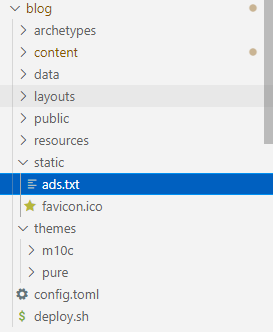 blog
archetypes
content
data
layouts
public
resources
static
ads.txt
favicon.ico
themes
m10c
pure
config.toml
$ deploy.sh